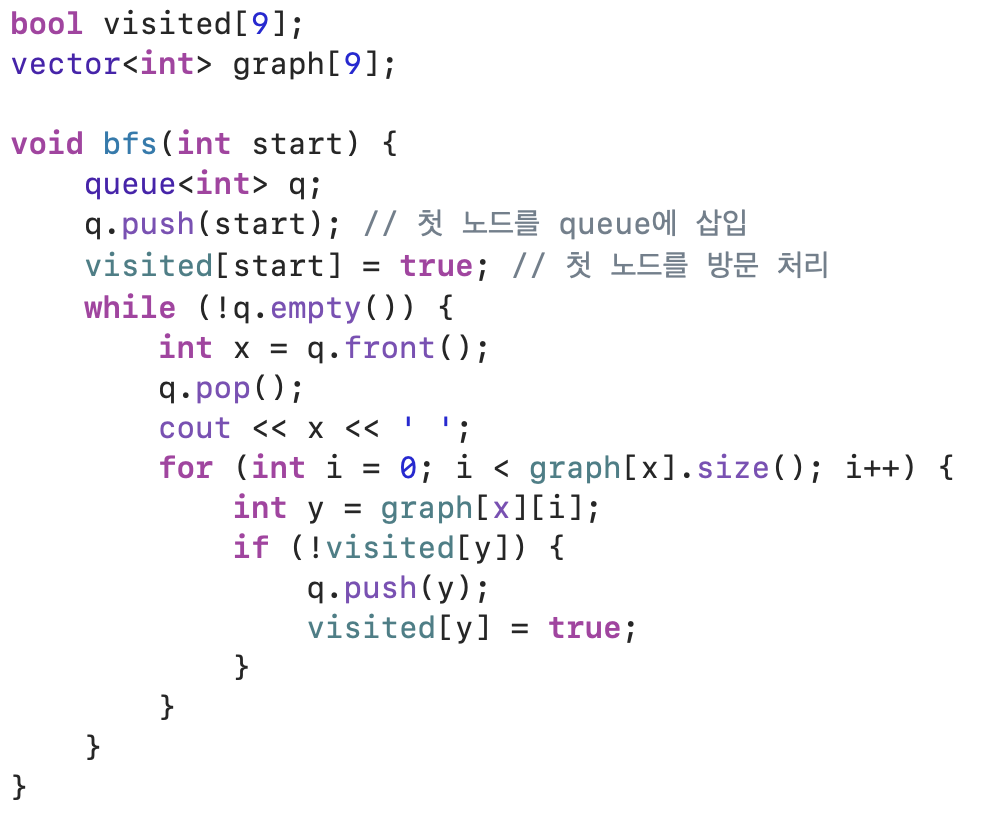 bool visited[9];
vector<int> graph[9];

void bfs(int start) {
    queue<int> q;
    q.push(start); // 첫 노드를 queue에 삽입
    visited[start] = true; // 첫 노드를 방문 처리
    while (!q.empty()) {
        int x = q.front();
        q.pop();
        cout << x << ' ';
        for (int i = 0; i < graph[x].size(); i++) {
            int y = graph[x][i];
            if (!visited[y]) {
                q.push(y);
                visited[y] = true;
            }
        }
    }
}